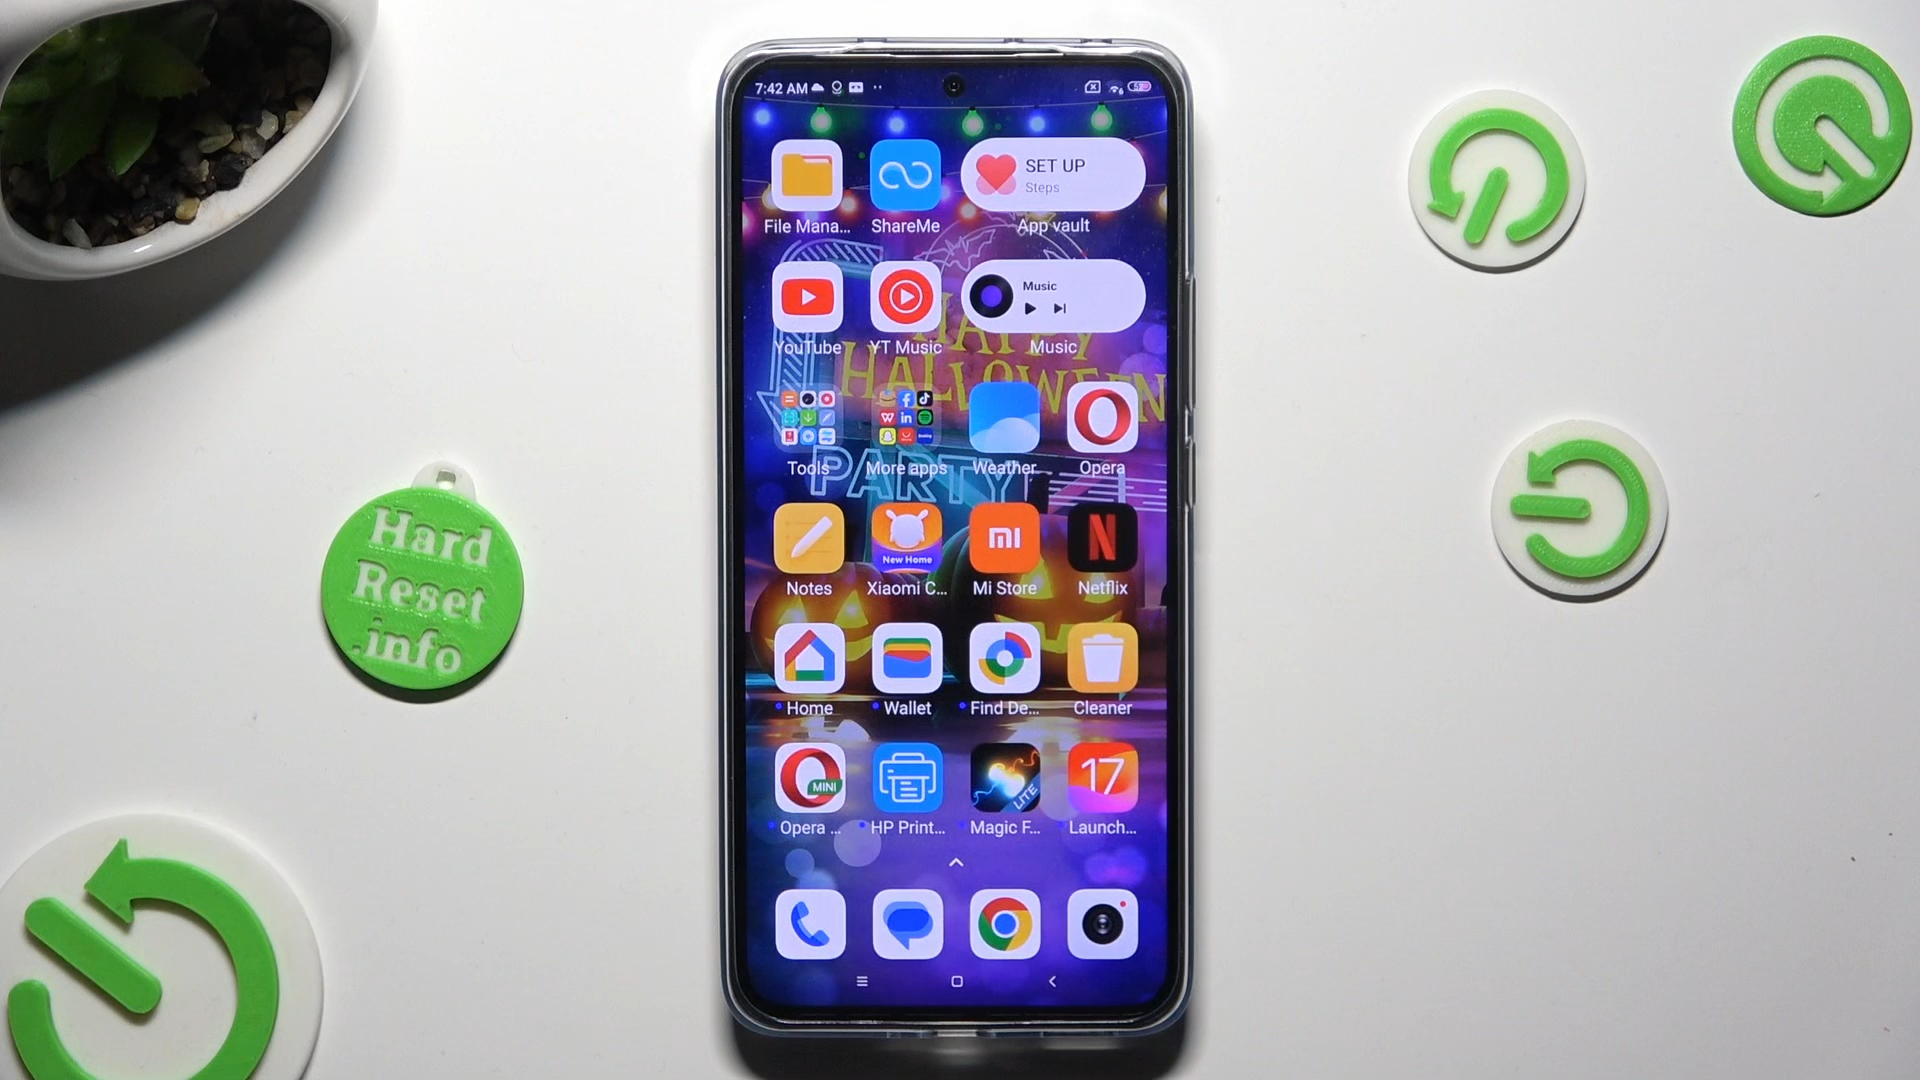 7:42 AM
SET UP
Steps
File Mana...
ShareMe
App vault
Music
YouTube
YT Music
Music
HAPPY
HALLOWEEN
Tools
More apps
Weather
Opera
PARTY
New Home
mi
N
Notes
Xiaomi C...
Mi Store
Netflix
Home
Wallet
Find De...
Cleaner
MINI
LITE
17
Opera ...
HP Print...
Magic F...
Launch...
Hard
Reset
.info